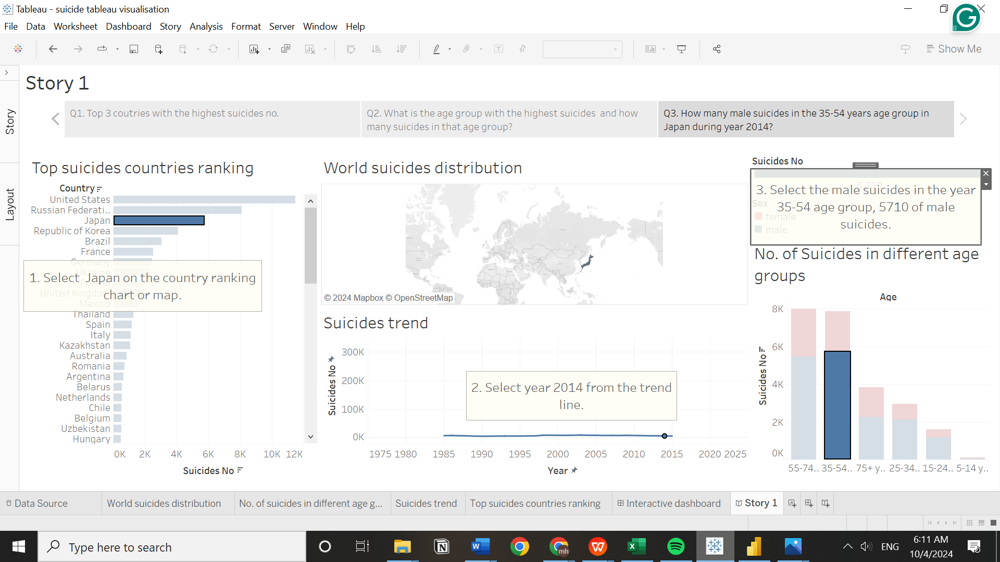 Tableau - suicide tableau visualisation
File Data Worksheet Dashboard Story Analysis Format Server Window Help
Show Me
Story
Layout
Story 1
Q1. Top 3 coutries with the highest suicides no.
Q2. What is the age group with the highest suicides and how
many suicides in that age group?
Q3. How many male suicides in the 35-54 years age group in
Japan during year 2014?
Top suicides countries ranking
Country
United States
Russian Federati..
Japan
Republic of Korea
Brazil
France
Germany
Ukraine
Poland
United Kingdom
Mexico
Thailand
Spain
Italy
Kazakhstan
Australia
Romania
Argentina
Belarus
Netherlands
Chile
Belgium
Uzbekistan
Hungary
0K 2K 4K 6K 8K 10K 12K
Suicides No
1. Select Japan on the country ranking
chart or map.
World suicides distribution
© 2024 Mapbox © OpenStreetMap
Suicides trend
Suicides No
300K
200K
100K
0K
2. Select year 2014 from the trend
line.
1975 1980 1985 1990 1995 2000 2005 2010 2015 2020 2025
Year
Suicides No
5,710
Sex
female
male
3. Select the male suicides in the year
35-54 age group, 5710 of male
suicides.
No. of Suicides in different age
groups
Age
Suicides No
8K
6K
4K
2K
0K
55-74.. 35-54.. 75+ y.. 25-34.. 15-24.. 5-14 y..
Data Source World suicides distribution No. of suicides in different age g... Suicides trend Top suicides countries ranking Interactive dashboard Story 1
Type here to search
ENG
6:11 AM
10/4/2024